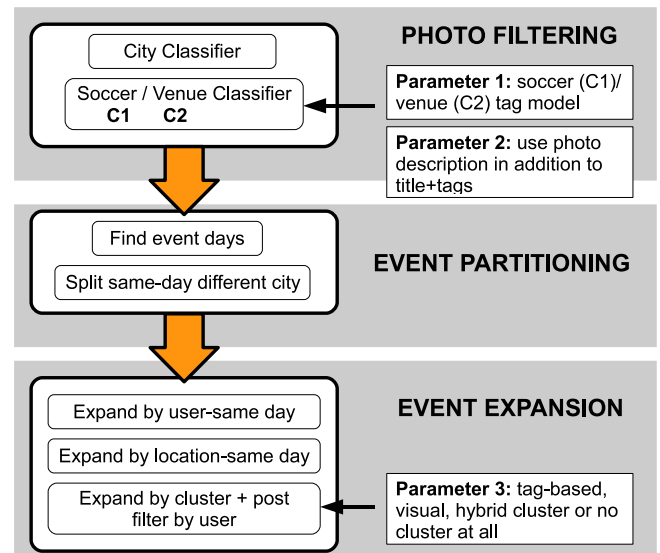 PHOTO FILTERING
City Classifier
Soccer / Venue Classifier
C1 C2
Parameter 1: soccer (C1)/
venue (C2) tag model
Parameter 2: use photo
description in addition to
title+tags
EVENT PARTITIONING
Find event days
Split same-day different city
EVENT EXPANSION
Expand by user-same day
Expand by location-same day
Expand by cluster + post
filter by user
Parameter 3: tag-based,
visual, hybrid cluster or no
cluster at all